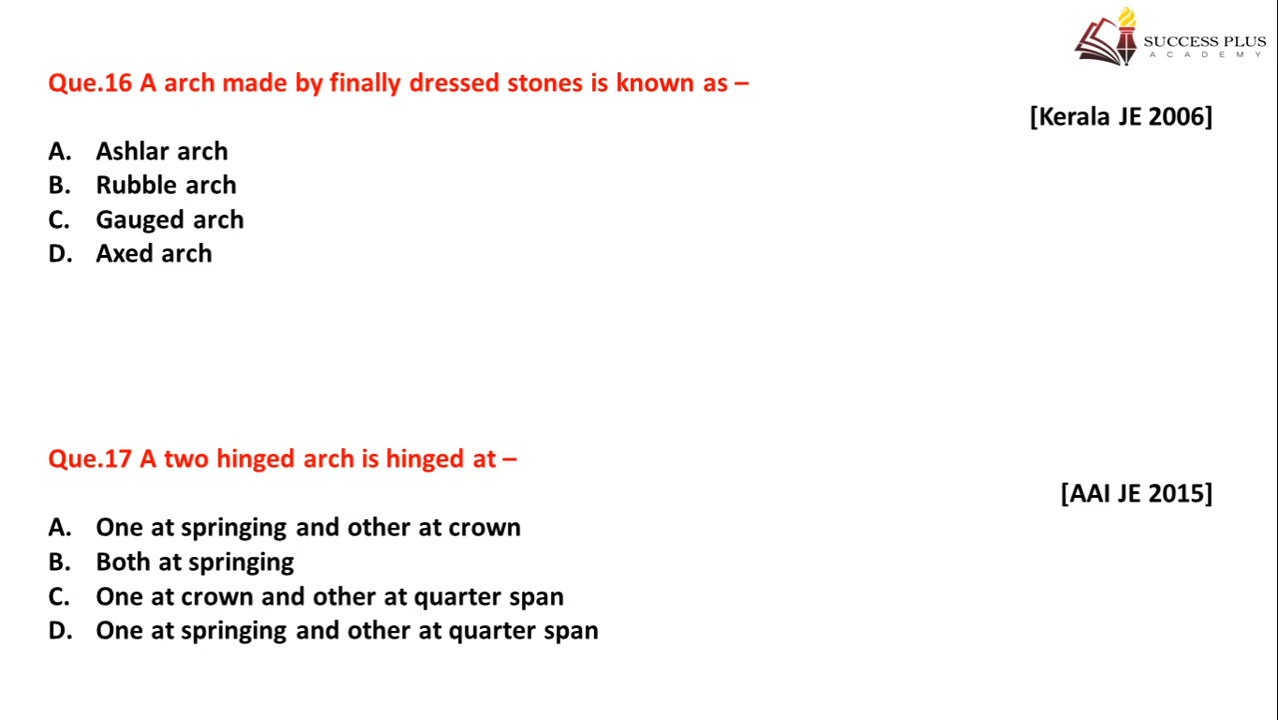 SUCCESS PLUS
ACADEMY
Que.16 A arch made by finally dressed stones is known as –
[Kerala JE 2006]
A. Ashlar arch
B. Rubble arch
C. Gauged arch
D. Axed arch
Que.17 A two hinged arch is hinged at –
[AAI JE 2015]
A. One at springing and other at crown
B. Both at springing
C. One at crown and other at quarter span
D. One at springing and other at quarter span